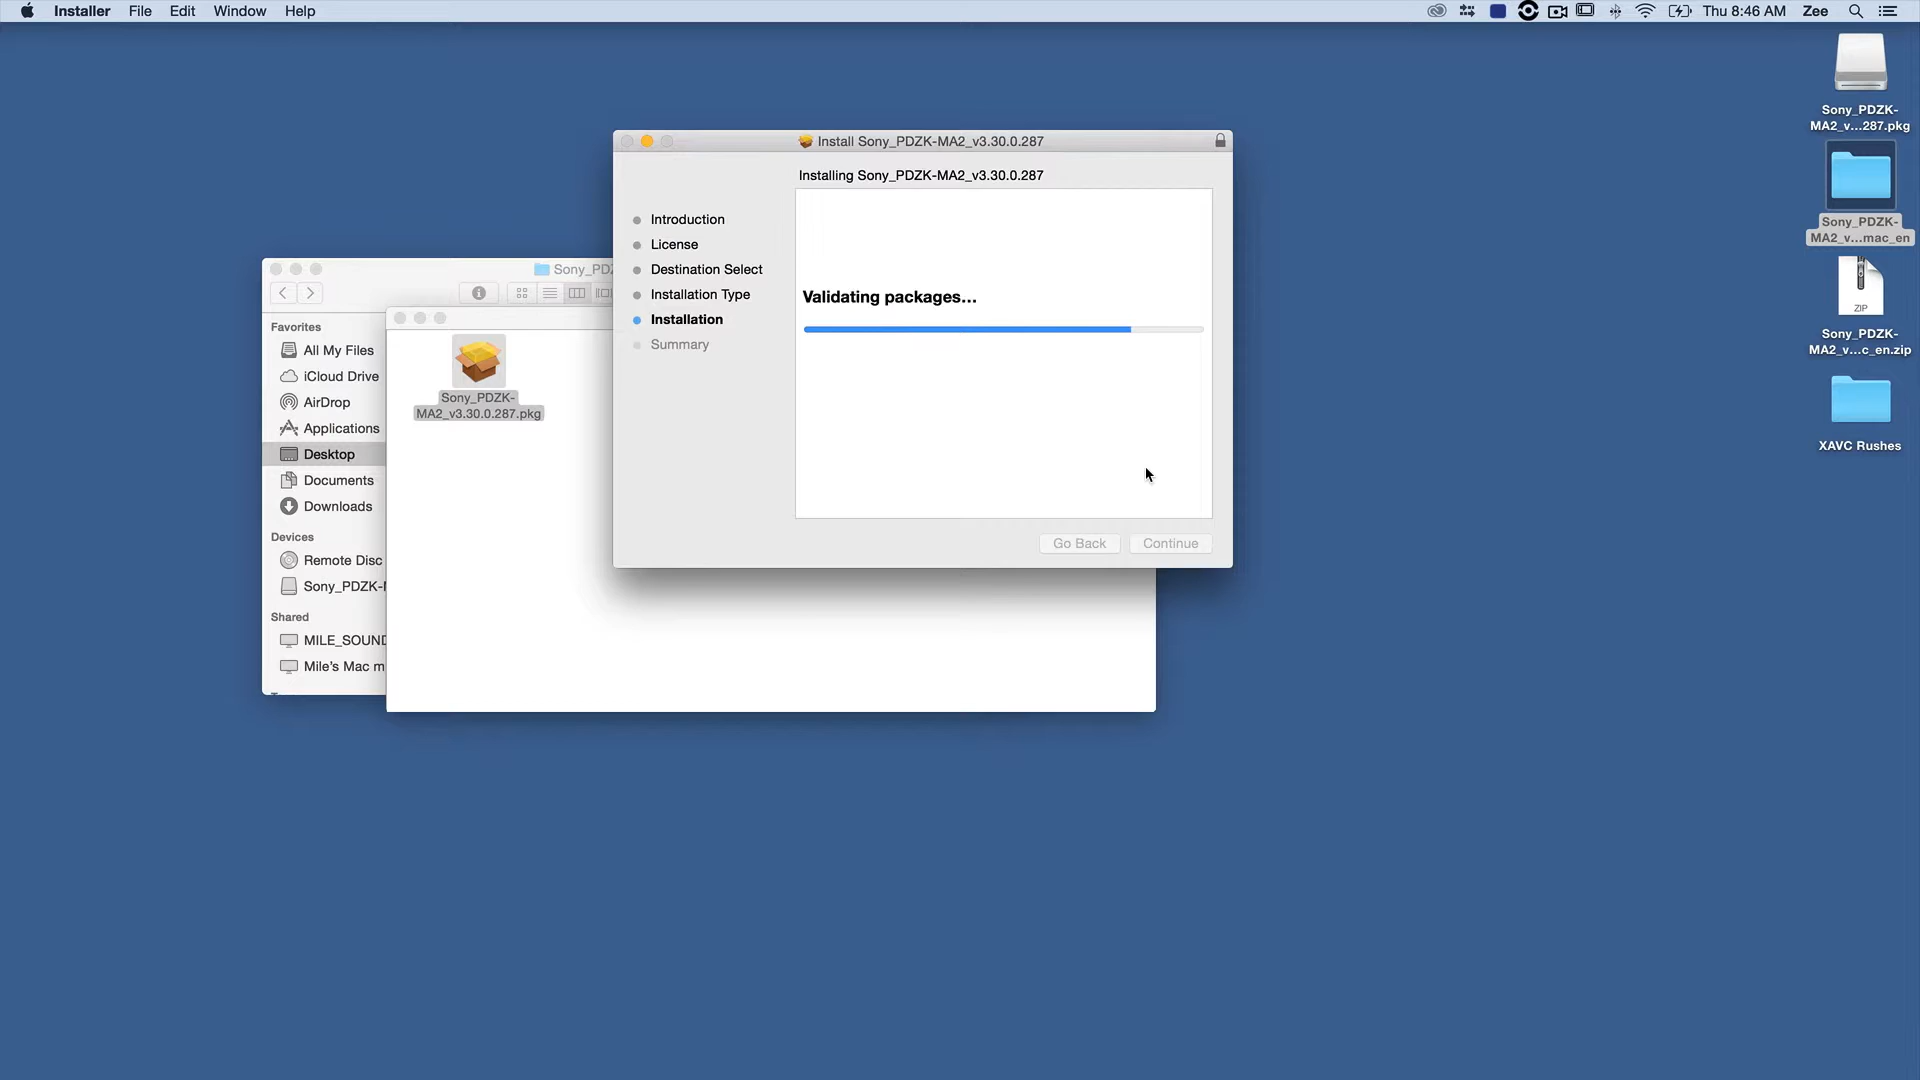 Installer File Edit Window Help
Thu 8:46 AM Zee
Sony_PDZK-
MA2_v...287.pkg
Sony_PDZK-
MA2_v...mac_en
ZIP
Sony_PDZK-
MA2_v...c_en.zip
XAVC Rushes
Install Sony_PDZK-MA2_v3.30.0.287
Installing Sony_PDZK-MA2_v3.30.0.287
Introduction
License
Destination Select
Installation Type
Installation
Summary
Validating packages...
Go Back Continue
Sony_PDZ
Favorites
All My Files
iCloud Drive
AirDrop
Applications
Desktop
Documents
Downloads
Devices
Remote Disc
Sony_PDZK-M
Shared
MILE_SOUND
Mile's Mac m
Sony_PDZK-
MA2_v3.30.0.287.pkg